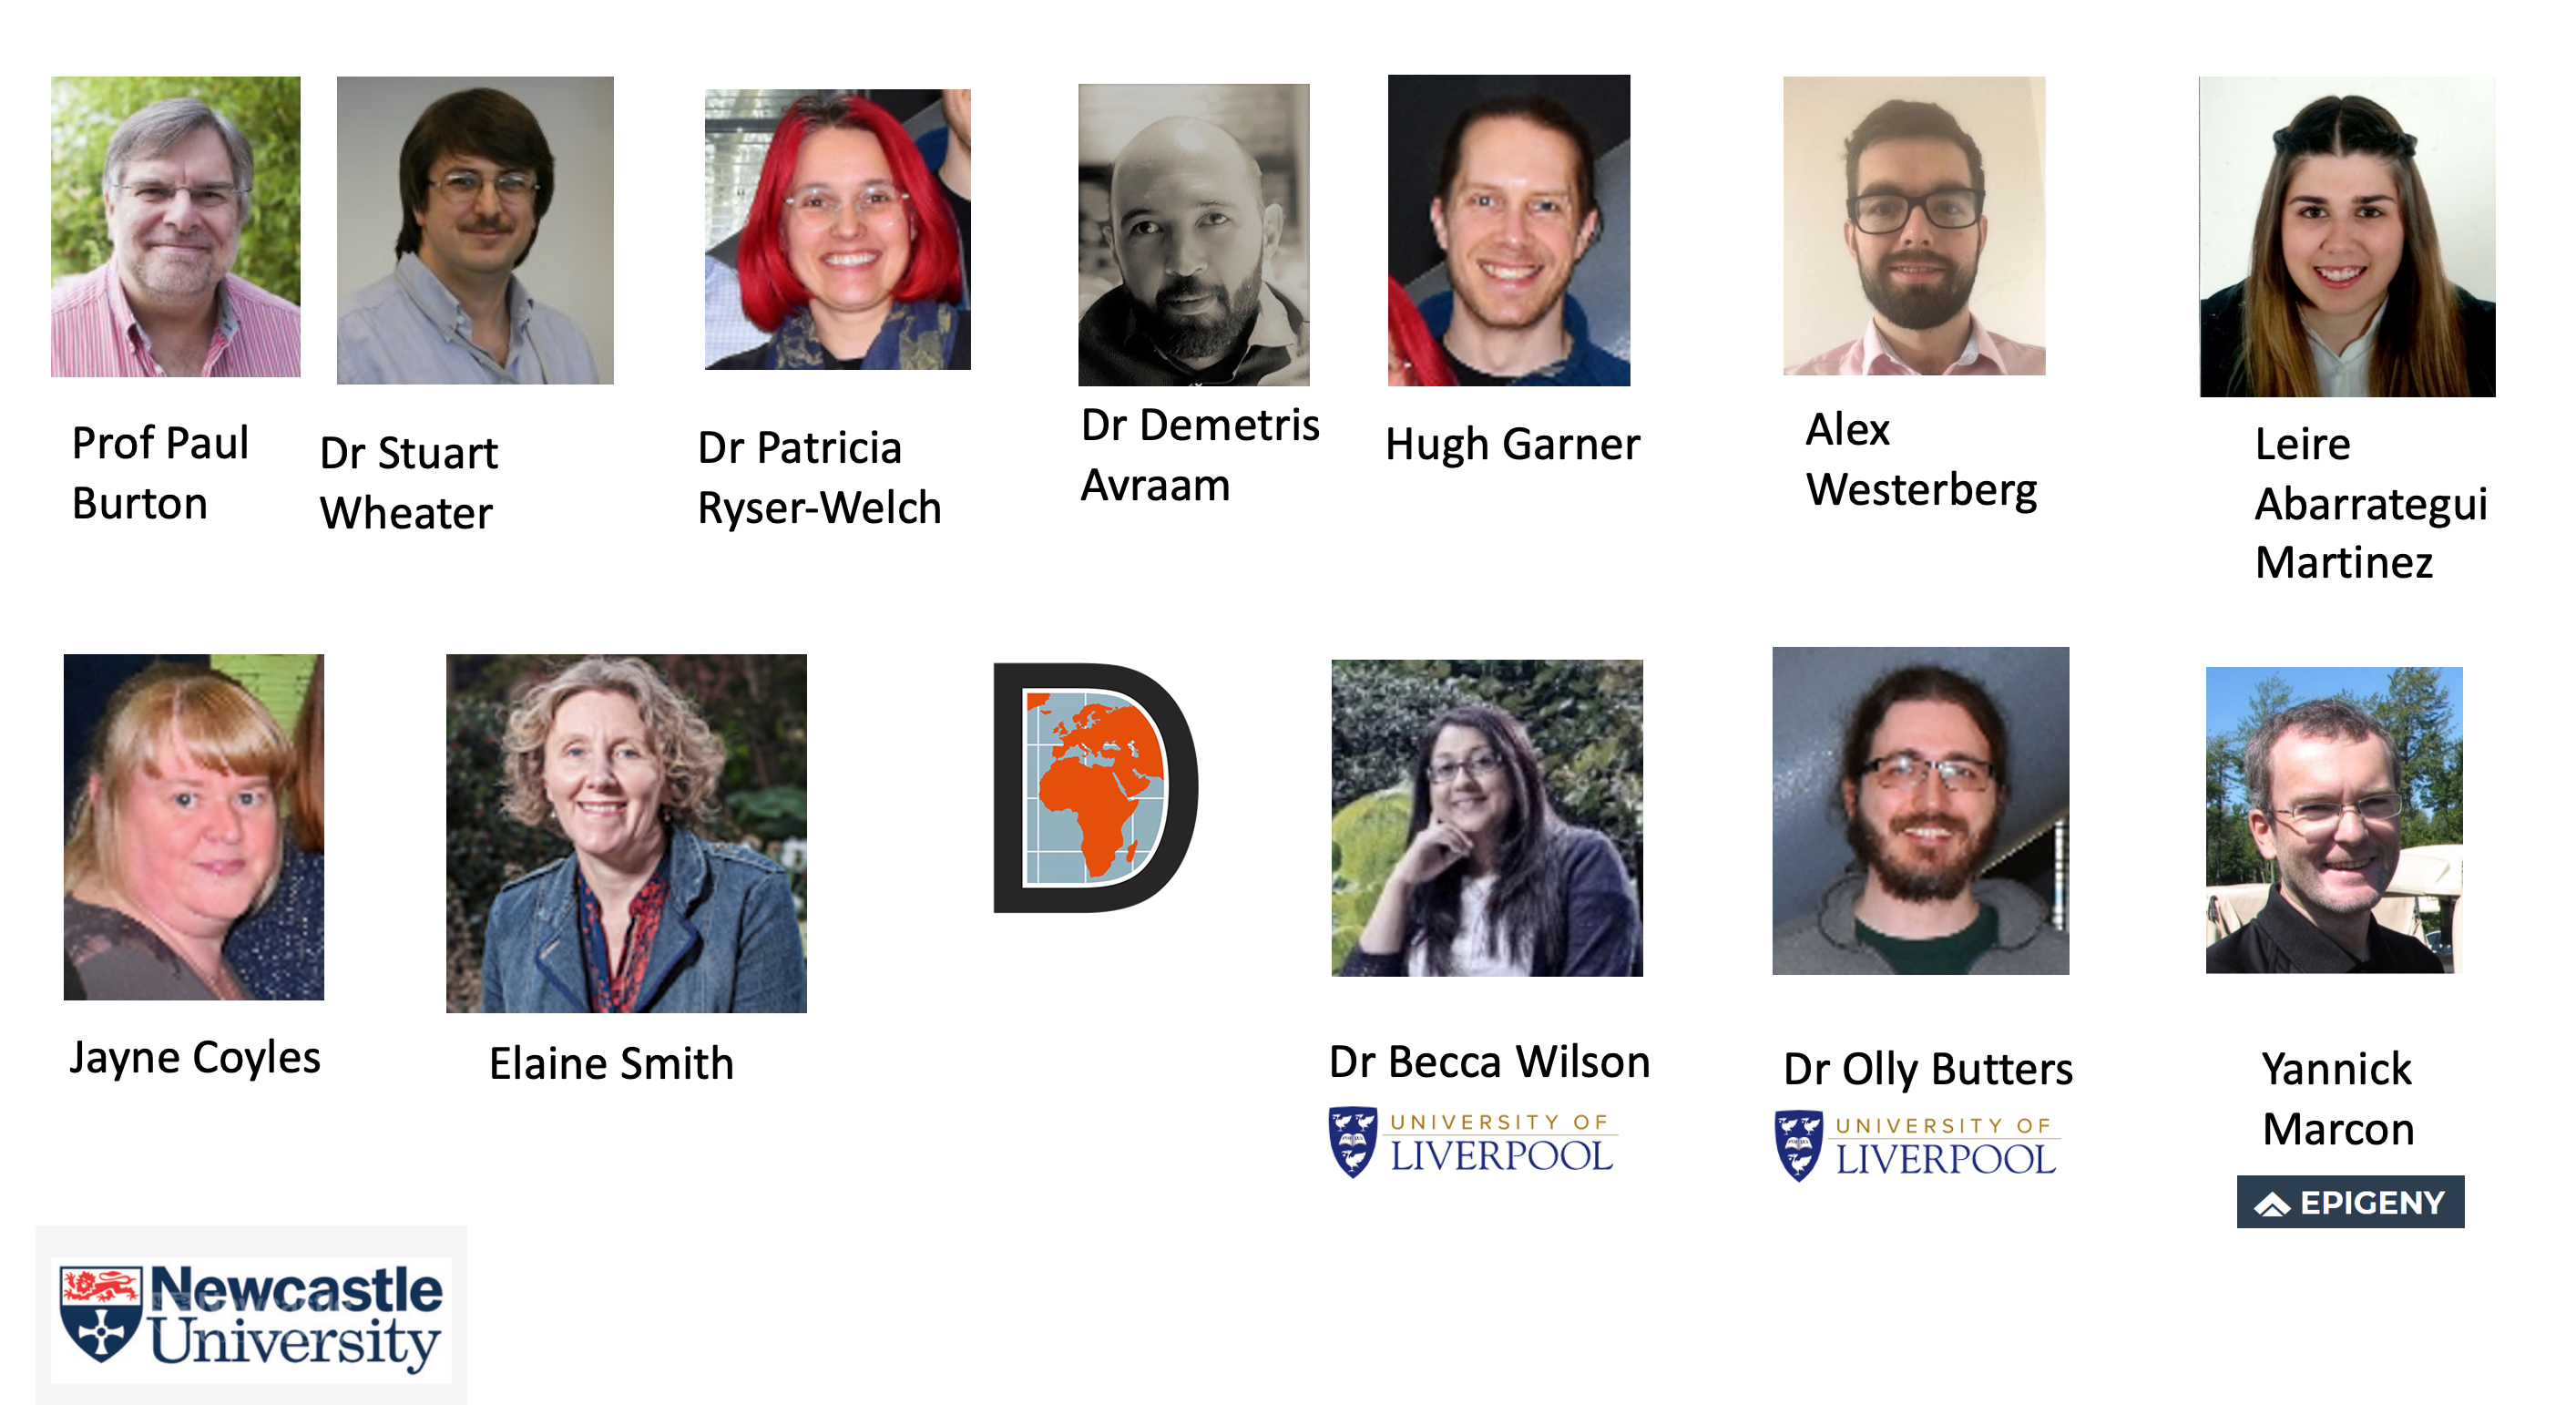 Prof Paul
Burton
Dr Stuart
Wheater
Dr Patricia
Ryser-Welch
Dr Demetris
Avraam
Hugh Garner
Alex
Westerberg
Leire
Abarrategui
Martinez
Jayne Coyles
Elaine Smith
D
Dr Becca Wilson
UNIVERSITY OF
LIVERPOOL
Dr Olly Butters
UNIVERSITY OF
LIVERPOOL
Yannick
Marcon
EPIGENY
Newcastle
University